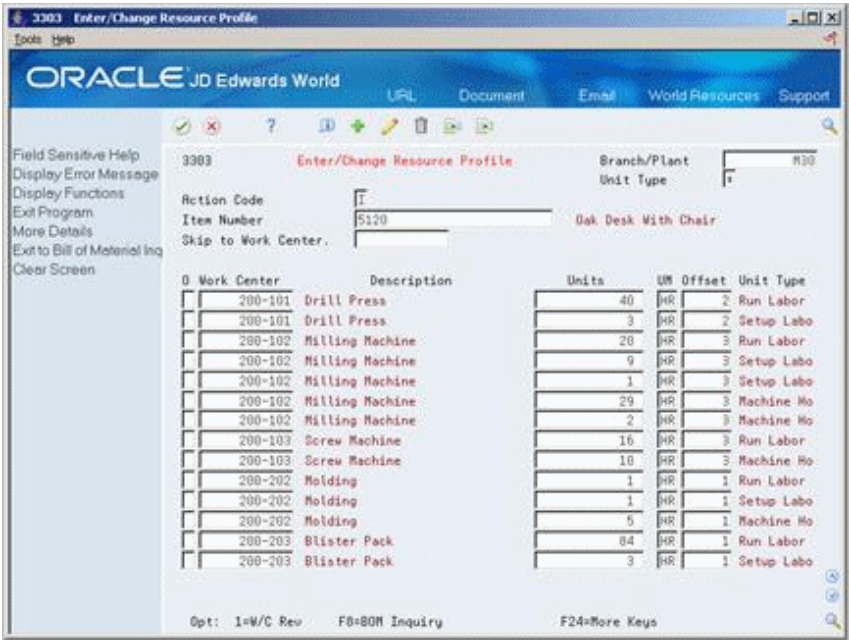 3303 Enter/Change Resource Profile
Tools Help
ORACLE JD Edwards World
URL Document Email World Resources Support
Field Sensitive Help
Display Error Message
Display Functions
Exit Program
More Details
Exit to Bill of Material Inq
Clear Screen
3303 Enter/Change Resource Profile Branch/Plant M30
Unit Type *
Action Code I
Item Number 5120 Oak Desk With Chair
Skip to Work Center.
O Work Center Description Units UM Offset Unit Type
200-101 Drill Press 40 HR 2 Run Labor
200-101 Drill Press 3 HR 2 Setup Labo
200-102 Milling Machine 20 HR 3 Run Labor
200-102 Milling Machine 9 HR 3 Setup Labo
200-102 Milling Machine 1 HR 3 Setup Labo
200-102 Milling Machine 29 HR 3 Machine Ho
200-102 Milling Machine 2 HR 3 Machine Ho
200-103 Screw Machine 16 HR 3 Run Labor
200-103 Screw Machine 10 HR 3 Machine Ho
200-202 Molding 1 HR 1 Run Labor
200-202 Molding 1 HR 1 Setup Labo
200-202 Molding 5 HR 1 Machine Ho
200-203 Blister Pack 84 HR 1 Run Labor
200-203 Blister Pack 3 HR 1 Setup Labo
Opt: 1=W/C Rev F8=BOM Inquiry F24=More Keys